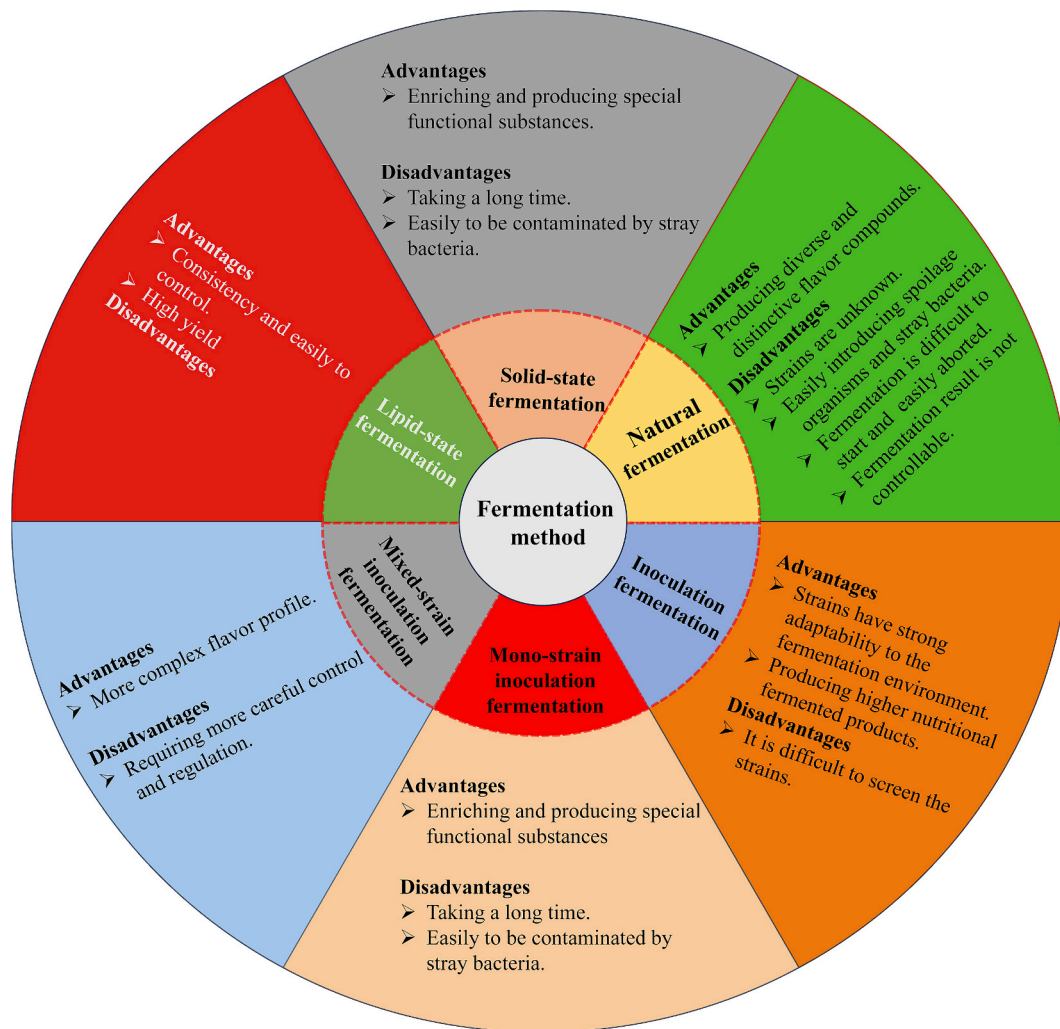 Fermentation
method
Solid-state
fermentation
Advantages
➢ Enriching and producing special
functional substances.
Disadvantages
➢ Taking a long time.
➢ Easily to be contaminated by stray
bacteria.
Natural
fermentation
Advantages
➢ Producing diverse and
distinctive flavor compounds.
Disadvantages
➢ Strains are unknown.
➢ Easily introducing spoilage
organisms and stray bacteria.
➢ Fermentation is difficult to
start and easily aborted.
➢ Fermentation result is not
controllable.
Inoculation
fermentation
Advantages
➢ Strains have strong
adaptability to the
fermentation environment.
➢ Producing higher nutritional
fermented products.
Disadvantages
➢ It is difficult to screen the
strains.
Mono-strain
inoculation
fermentation
Advantages
➢ Enriching and producing special
functional substances
Disadvantages
➢ Taking a long time.
➢ Easily to be contaminated by
stray bacteria.
Mixed-strain
inoculation
fermentation
Advantages
➢ More complex flavor profile.
Disadvantages
➢ Requiring more careful control
and regulation.
Lipid-state
fermentation
Advantages
➢ Consistency and easily to
control.
➢ High yield
Disadvantages